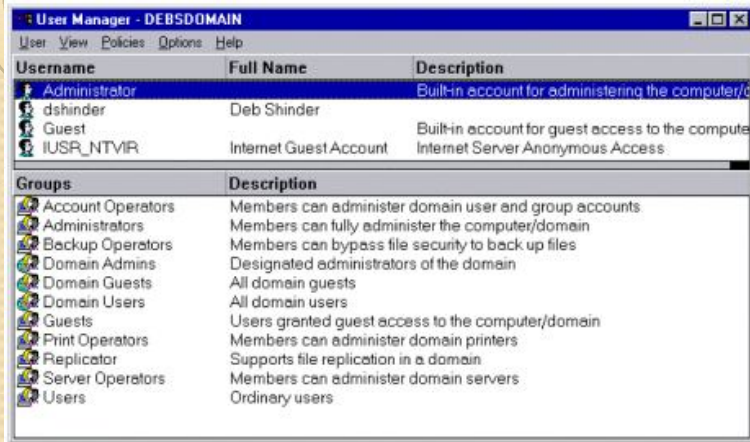 User Manager - DEBSDOMAIN
User View Policies Options Help
Username Full Name Description
Administrator Built-in account for administering the computer/d
dshinder Deb Shinder
Guest Built-in account for guest access to the compute
IUSR_NTVIR Internet Guest Account Internet Server Anonymous Access
Groups Description
Account Operators Members can administer domain user and group accounts
Administrators Members can fully administer the computer/domain
Backup Operators Members can bypass file security to back up files
Domain Admins Designated administrators of the domain
Domain Guests All domain guests
Domain Users All domain users
Guests Users granted guest access to the computer/domain
Print Operators Members can administer domain printers
Replicator Supports file replication in a domain
Server Operators Members can administer domain servers
Users Ordinary users